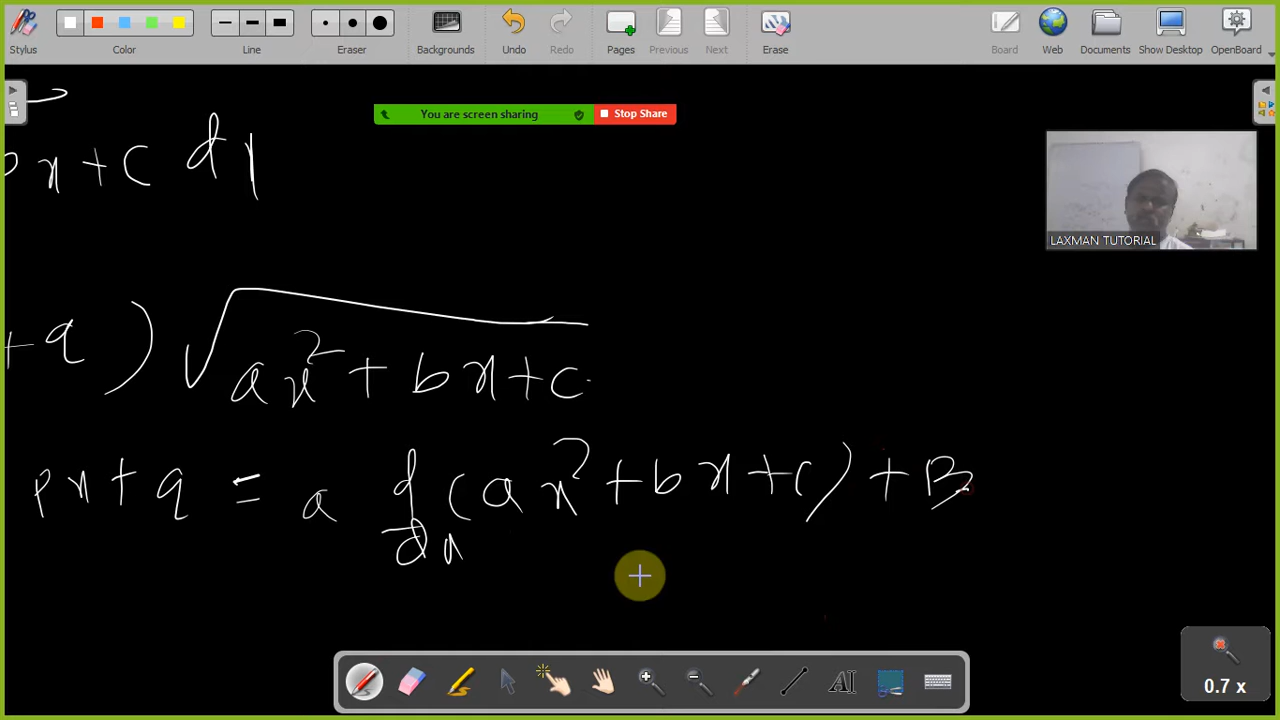 Stylus Color Line Eraser Backgrounds Undo Redo Pages Previous Next Erase Board Web Documents Show Desktop OpenBoard
You are screen sharing Stop Share
x+c dx
LAXMAN TUTORIAL
+q) √ax²+bx+c
px+q = a d/dx (ax²+bx+c) + B
0.7 x